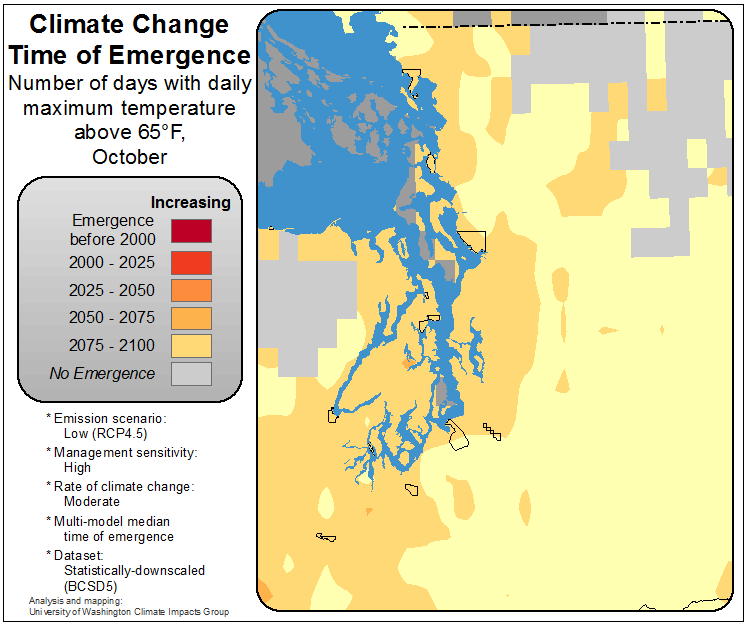 Climate Change
Time of Emergence
Number of days with daily
maximum temperature
above 65°F,
October
Increasing
Emergence
before 2000
2000 - 2025
2025 - 2050
2050 - 2075
2075 - 2100
No Emergence
* Emission scenario:
Low (RCP4.5)
* Management sensitivity:
High
* Rate of climate change:
Moderate
* Multi-model median
time of emergence
* Dataset:
Statistically-downscaled
(BCSD5)
Analysis and mapping:
University of Washington Climate Impacts Group